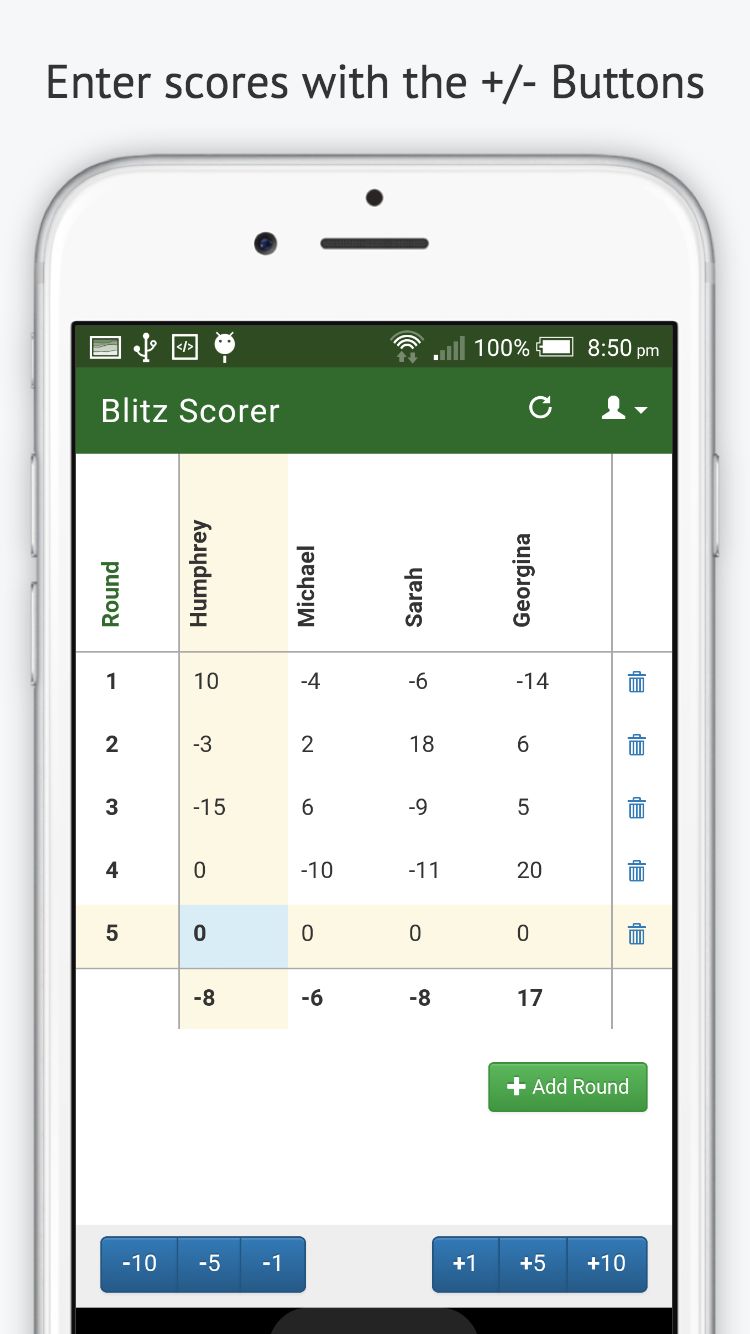 Enter scores with the +/- Buttons
100% 8:50 pm
Blitz Scorer
Round Humphrey Michael Sarah Georgina
1 10 -4 -6 -14
2 -3 2 18 6
3 -15 6 -9 5
4 0 -10 -11 20
5 0 0 0 0
-8 -6 -8 17
+ Add Round
-10 -5 -1 +1 +5 +10